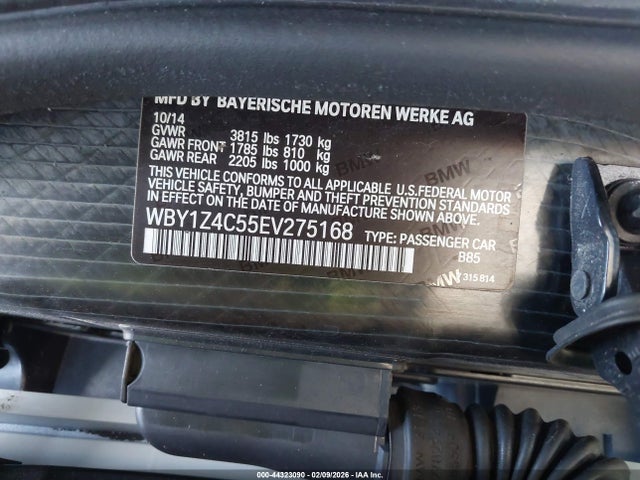 MFD BY BAYERISCHE MOTOREN WERKE AG
10/14
GVWR 3815 lbs 1730 kg
GAWR FRONT 1785 lbs 810 kg
GAWR REAR 2205 lbs 1000 kg
THIS VEHICLE CONFORMS TO ALL APPLICABLE U.S.FEDERAL MOTOR
VEHICLE SAFETY, BUMPER AND THEFT PREVENTION STANDARDS
IN EFFECT ON THE DATE OF MANUFACTURE SHOWN ABOVE.
WBY1Z4C55EV275168 TYPE: PASSENGER CAR
B85
BMW 315 814
000-44323090 - 02/09/2026 - IAA Inc.